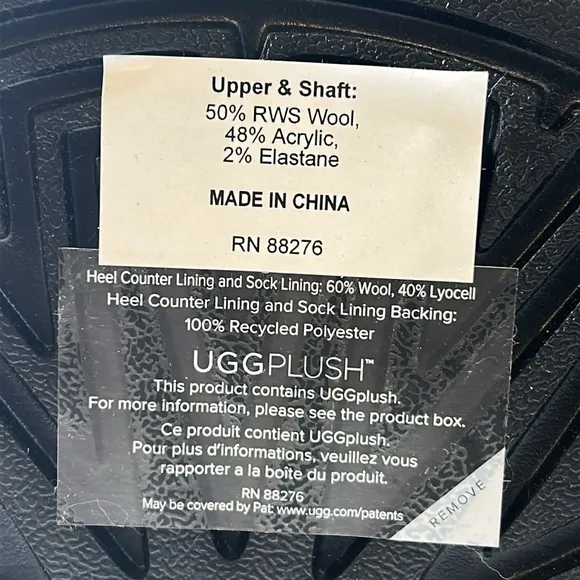 Upper & Shaft:
50% RWS Wool,
48% Acrylic,
2% Elastane
MADE IN CHINA
RN 88276
Heel Counter Lining and Sock Lining: 60% Wool, 40% Lyocell
Heel Counter Lining and Sock Lining Backing:
100% Recycled Polyester
UGGPLUSH™
This product contains UGGplush.
For more information, please see the product box.
Ce produit contient UGGplush.
Pour plus d'informations, veuillez vous
rapporter a la boîte du produit.
RN 88276
May be covered by Pat: www.ugg.com/patents
REMOVE